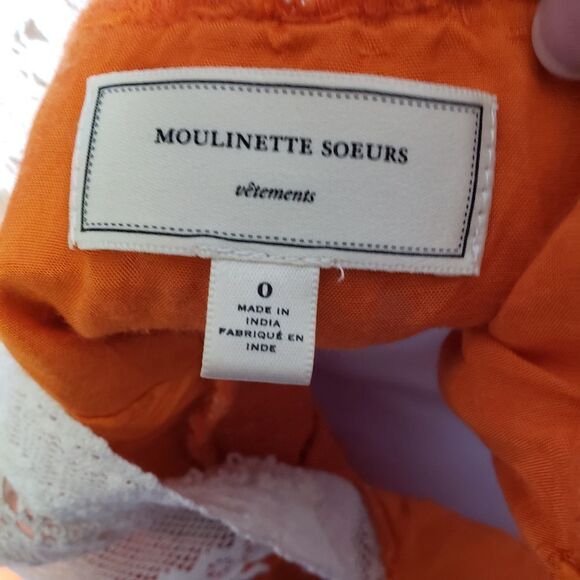 MOULINETTE SOEURS
vêtements
0
MADE IN
INDIA
FABRIQUÉ EN
INDE